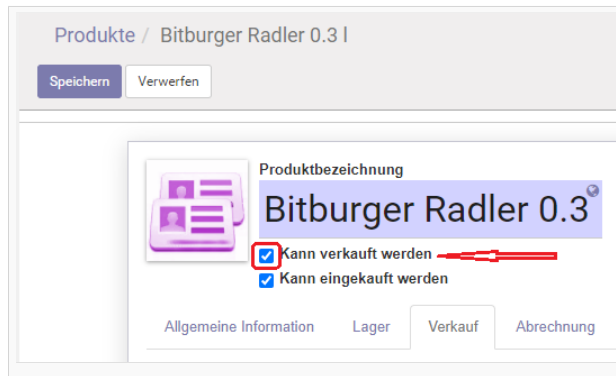 Produkte / Bitburger Radler 0.3 l
Speichern Verwerfen
Produktbezeichnung
Bitburger Radler 0.3
Kann verkauft werden
Kann eingekauft werden
Allgemeine Information Lager Verkauf Abrechnung